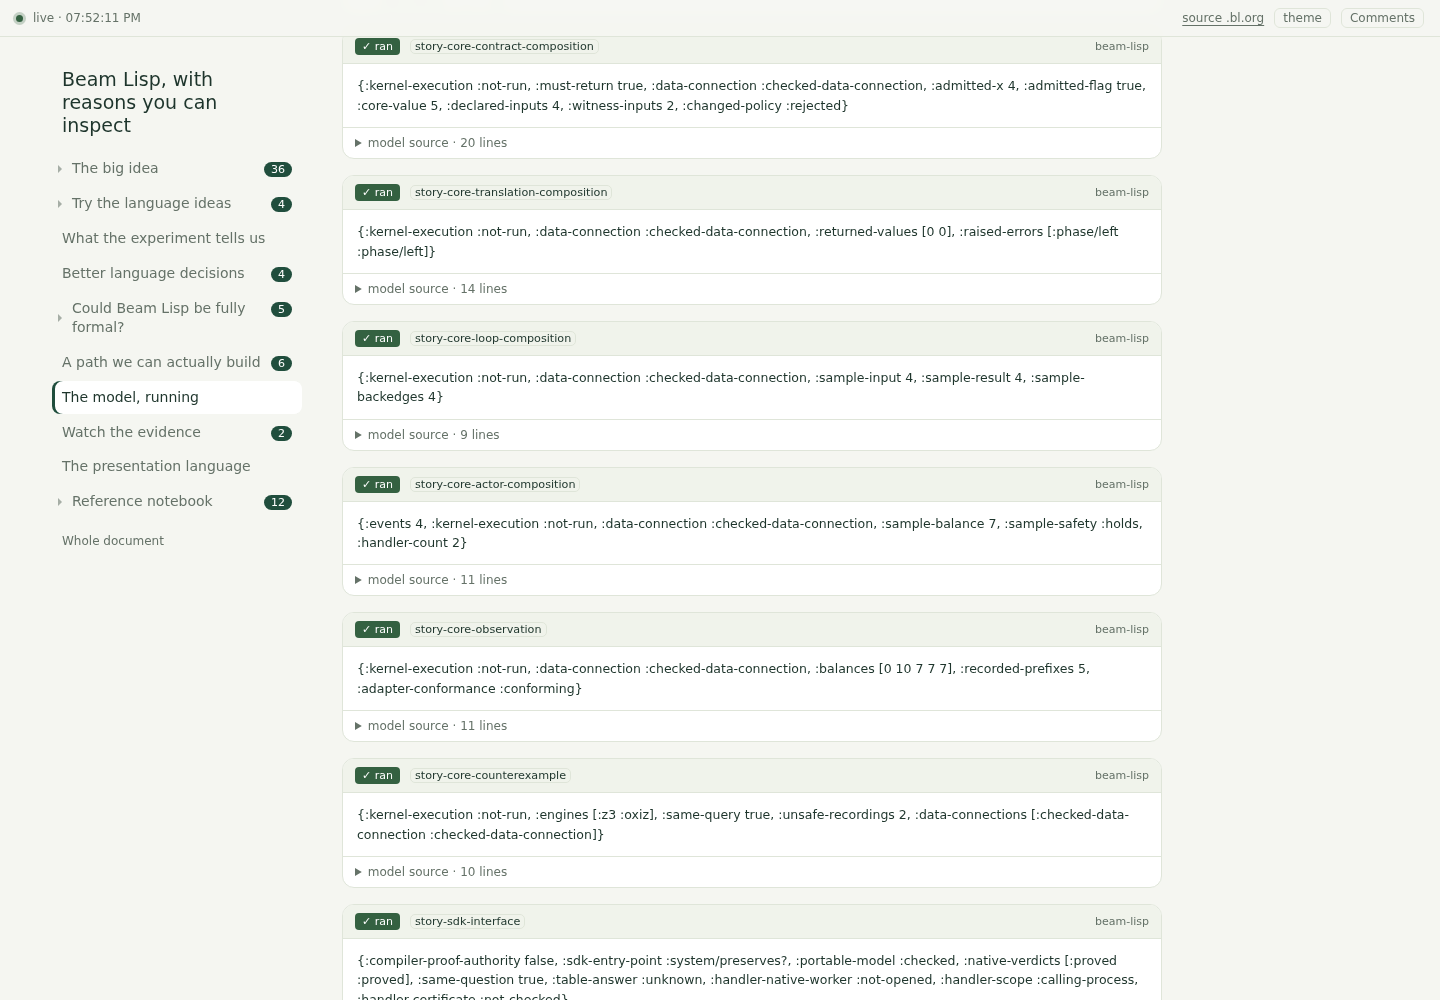 live · 07:52:11 PM
source .bl.org
theme
Comments
Beam Lisp, with
reasons you can
inspect
The big idea
36
Try the language ideas
4
What the experiment tells us
Better language decisions
4
Could Beam Lisp be fully
formal?
5
A path we can actually build
6
The model, running
Watch the evidence
2
The presentation language
Reference notebook
12
Whole document
✓ ran
story-core-contract-composition
beam-lisp
{:kernel-execution :not-run, :must-return true, :data-connection :checked-data-connection, :admitted-x 4, :admitted-flag true,
:core-value 5, :declared-inputs 4, :witness-inputs 2, :changed-policy :rejected}
model source · 20 lines
✓ ran
story-core-translation-composition
beam-lisp
{:kernel-execution :not-run, :data-connection :checked-data-connection, :returned-values [0 0], :raised-errors [:phase/left
:phase/left]}
model source · 14 lines
✓ ran
story-core-loop-composition
beam-lisp
{:kernel-execution :not-run, :data-connection :checked-data-connection, :sample-input 4, :sample-result 4, :sample-
backedges 4}
model source · 9 lines
✓ ran
story-core-actor-composition
beam-lisp
{:events 4, :kernel-execution :not-run, :data-connection :checked-data-connection, :sample-balance 7, :sample-safety :holds,
:handler-count 2}
model source · 11 lines
✓ ran
story-core-observation
beam-lisp
{:kernel-execution :not-run, :data-connection :checked-data-connection, :balances [0 10 7 7 7], :recorded-prefixes 5,
:adapter-conformance :conforming}
model source · 11 lines
✓ ran
story-core-counterexample
beam-lisp
{:kernel-execution :not-run, :engines [:z3 :oxiz], :same-query true, :unsafe-recordings 2, :data-connections [:checked-data-
connection :checked-data-connection]}
model source · 10 lines
✓ ran
story-sdk-interface
beam-lisp
{:compiler-proof-authority false, :sdk-entry-point :system/preserves?, :portable-model :checked, :native-verdicts [:proved
:proved], :same-question true, :table-answer :unknown, :handler-native-worker :not-opened, :handler-scope :calling-process,
:handler-certificate :not-checked}